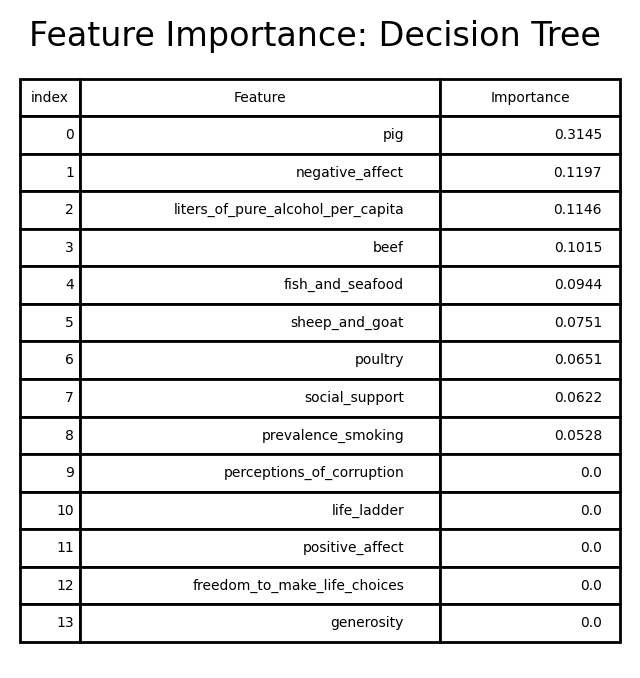 Feature Importance: Decision Tree
index Feature Importance
0 pig 0.3145
1 negative_affect 0.1197
2 liters_of_pure_alcohol_per_capita 0.1146
3 beef 0.1015
4 fish_and_seafood 0.0944
5 sheep_and_goat 0.0751
6 poultry 0.0651
7 social_support 0.0622
8 prevalence_smoking 0.0528
9 perceptions_of_corruption 0.0
10 life_ladder 0.0
11 positive_affect 0.0
12 freedom_to_make_life_choices 0.0
13 generosity 0.0